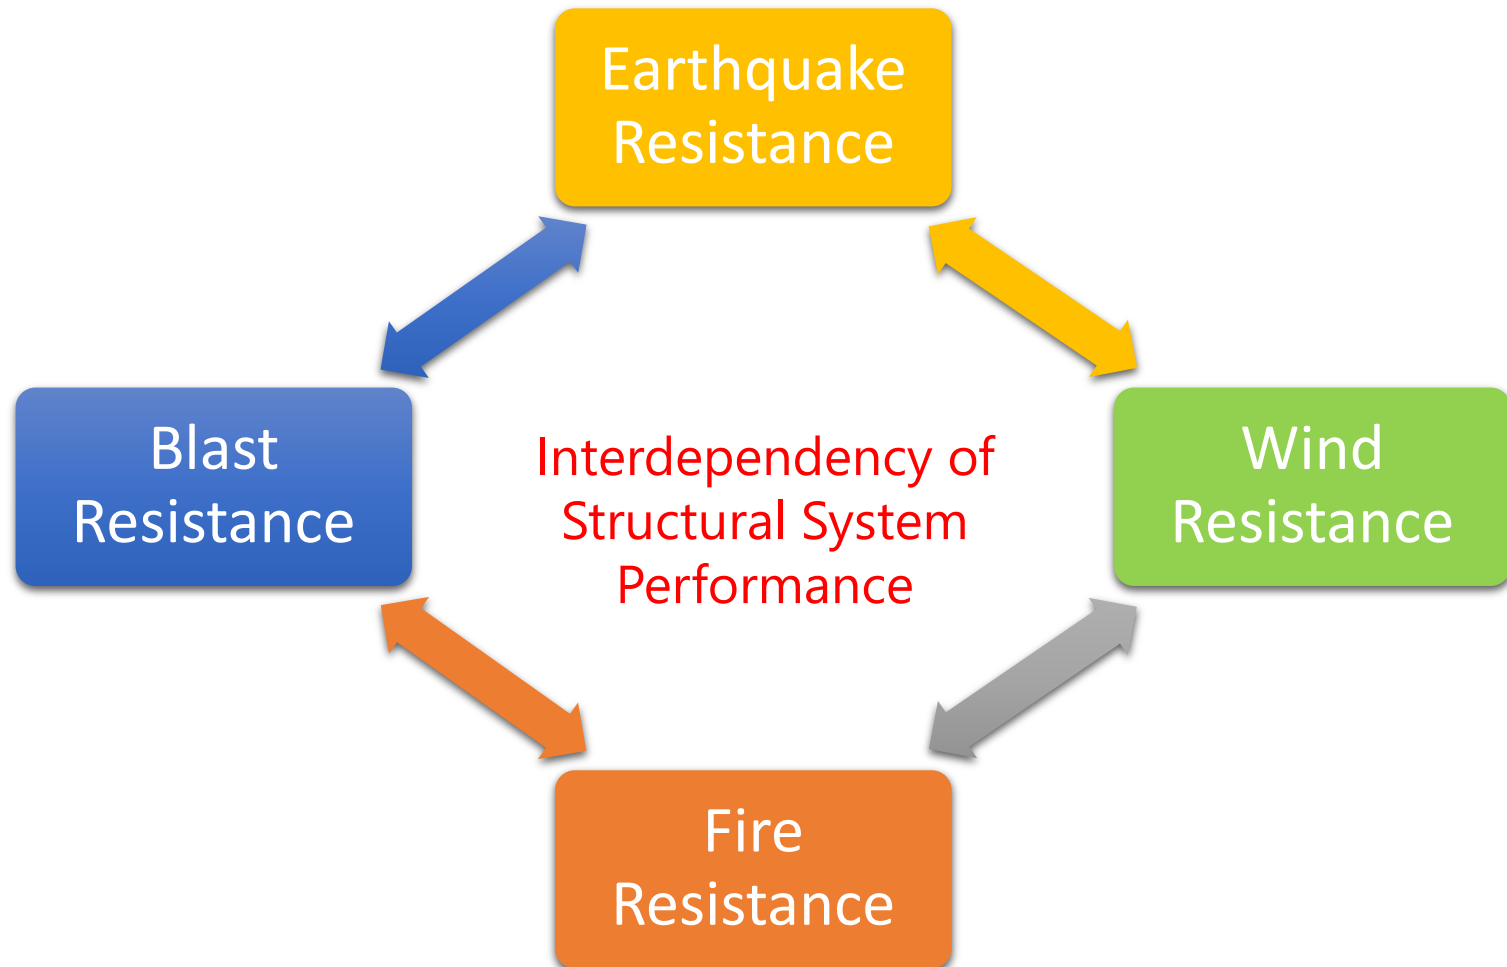 Earthquake
Resistance
Blast
Resistance
Interdependency of
Structural System
Performance
Wind
Resistance
Fire
Resistance